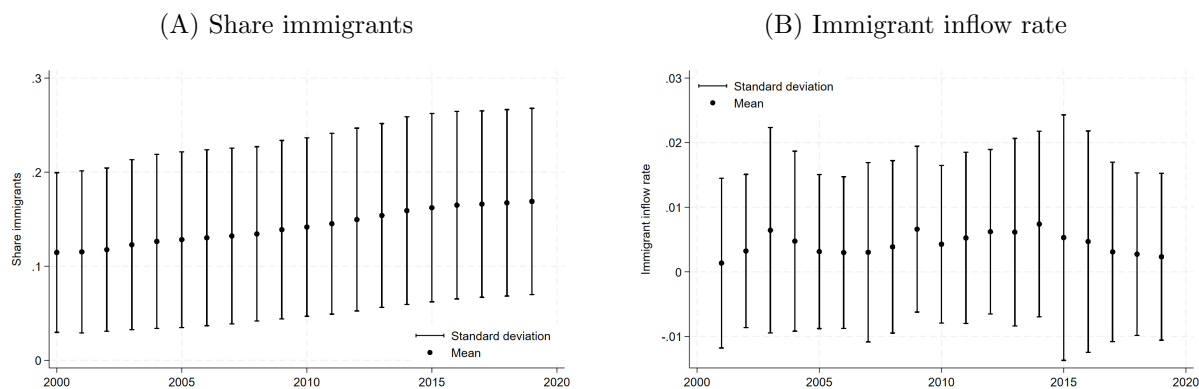 (A) Share immigrants
.3
.2
.1
0
Share immigrants
Standard deviation
Mean
2000 2005 2010 2015 2020
(B) Immigrant inflow rate
.03
.02
.01
0
-.01
Immigrant inflow rate
Standard deviation
Mean
2000 2005 2010 2015 2020